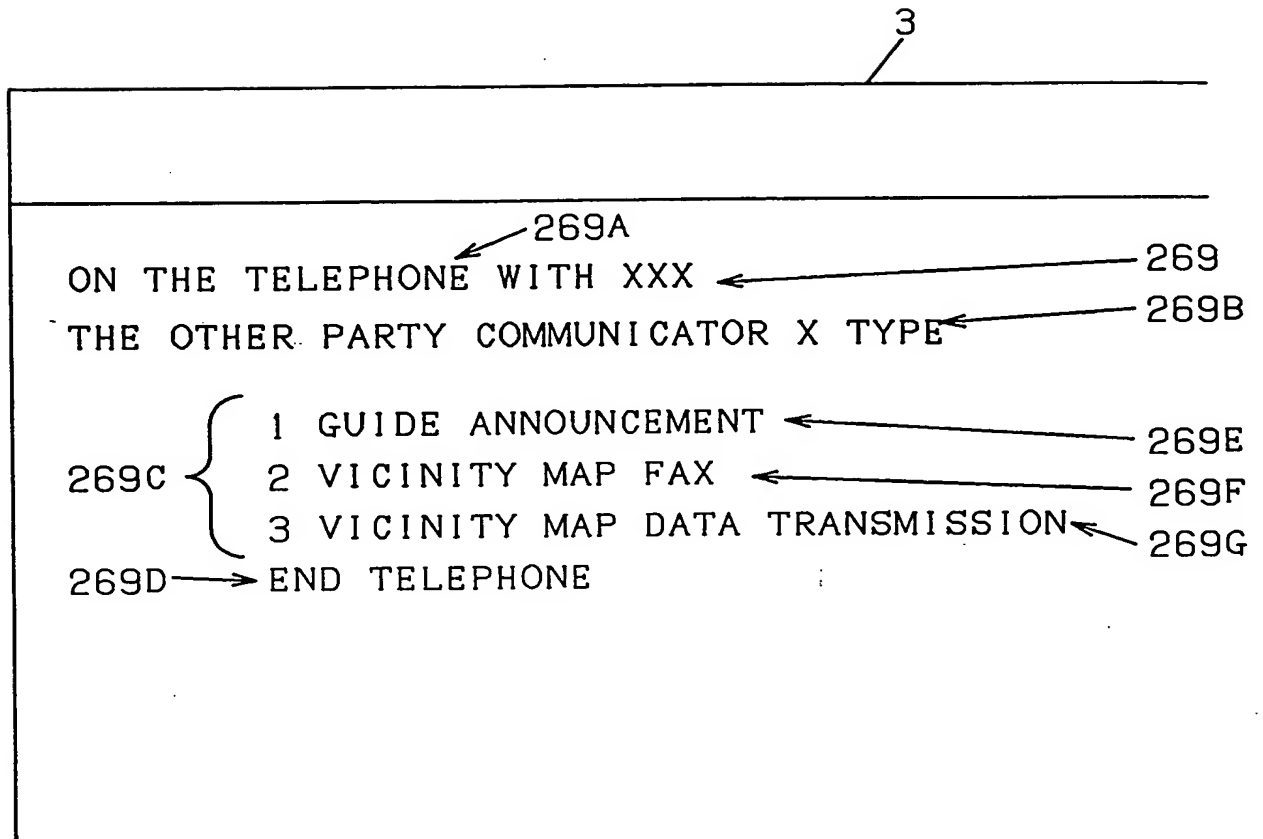 3
269A
ON THE TELEPHONE WITH XXX 269
THE OTHER PARTY COMMUNICATOR X TYPE 269B
1 GUIDE ANNOUNCEMENT 269E
269C 2 VICINITY MAP FAX 269F
3 VICINITY MAP DATA TRANSMISSION 269G
269D END TELEPHONE